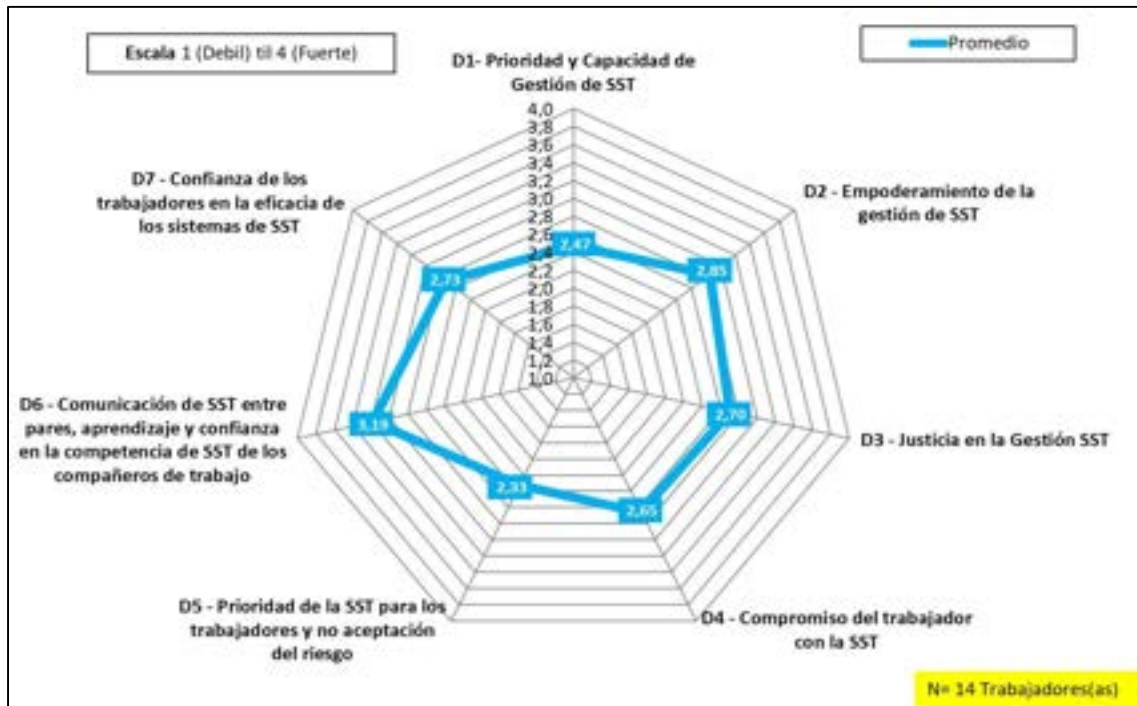 Escala 1 (Debil) til 4 (Fuerte)
Promedio
D1- Prioridad y Capacidad de
Gestión de SST
4,0
3,8
3,6
3,4
3,2
3,0
2,8
2,6
2,4
2,2
2,0
1,8
1,6
1,4
1,2
1,0
2,47
D2 - Empoderamiento de la
gestión de SST
2,85
D3 - Justicia en la Gestión SST
2,70
D4 - Compromiso del trabajador
con la SST
2,65
D5 - Prioridad de la SST para los
trabajadores y no aceptación
del riesgo
2,33
D6 - Comunicación de SST entre
pares, aprendizaje y confianza
en la competencia de SST de los
compañeros de trabajo
3,19
D7 - Confianza de los
trabajadores en la eficacia de
los sistemas de SST
2,73
N= 14 Trabajadores(as)